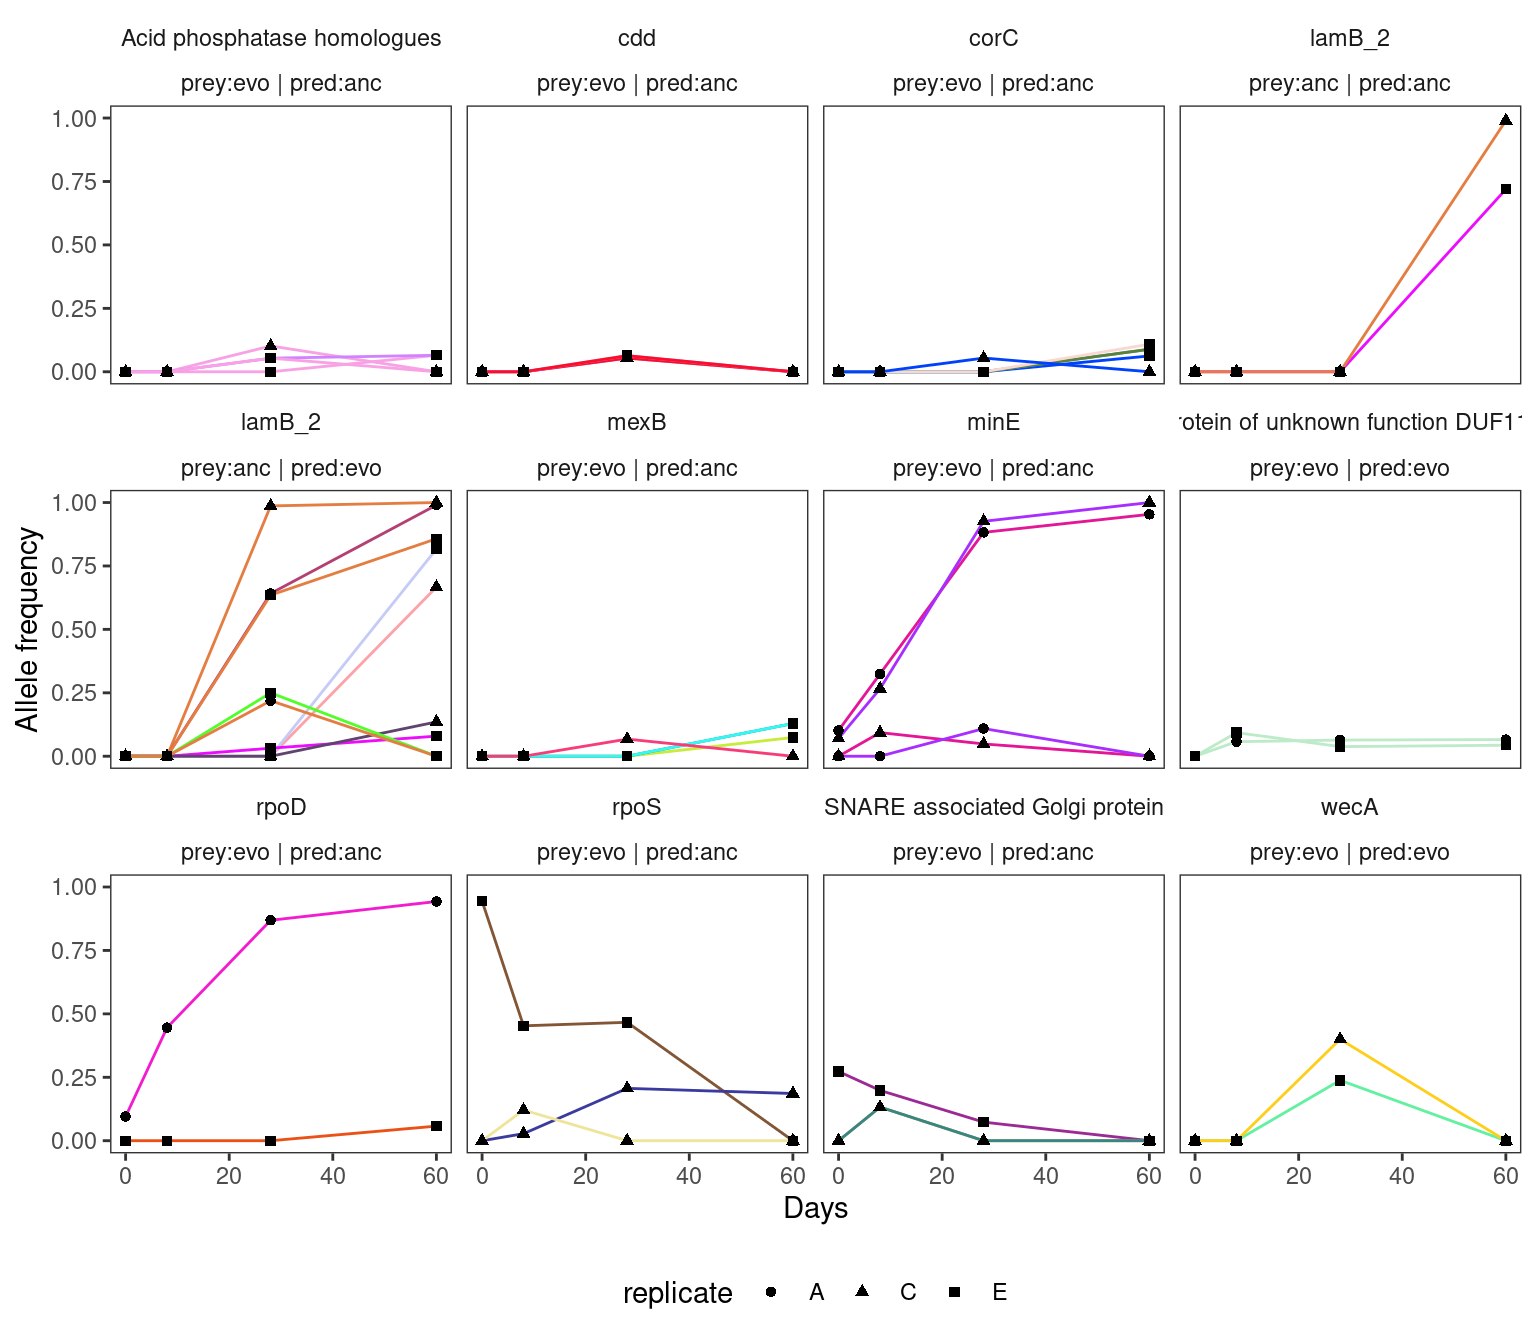 Acid phosphatase homologues cdd corC lamB_2
prey:evo | pred:anc prey:evo | pred:anc prey:evo | pred:anc prey:anc | pred:anc
1.00
0.75
0.50
0.25
0.00
lamB_2 mexB minE rotein of unknown function DUF11
prey:anc | pred:evo prey:evo | pred:anc prey:evo | pred:anc prey:evo | pred:evo
1.00
0.75
0.50
0.25
0.00
Allele frequency
rpoD rpoS SNARE associated Golgi protein wecA
prey:evo | pred:anc prey:evo | pred:anc prey:evo | pred:anc prey:evo | pred:evo
1.00
0.75
0.50
0.25
0.00
0 20 40 60 0 20 40 60 0 20 40 60 0 20 40 60
Days
replicate A C E